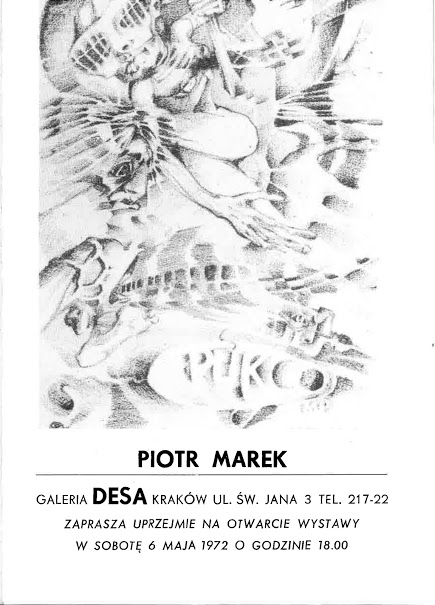 PIOTR MAREK
GALERIA DESA KRAKÓW UL. ŚW. JANA 3 TEL. 217-22
ZAPRASZA UPRZEJMIE NA OTWARCIE WYSTAWY
W SOBOTĘ 6 MAJA 1972 O GODZINIE 18.00